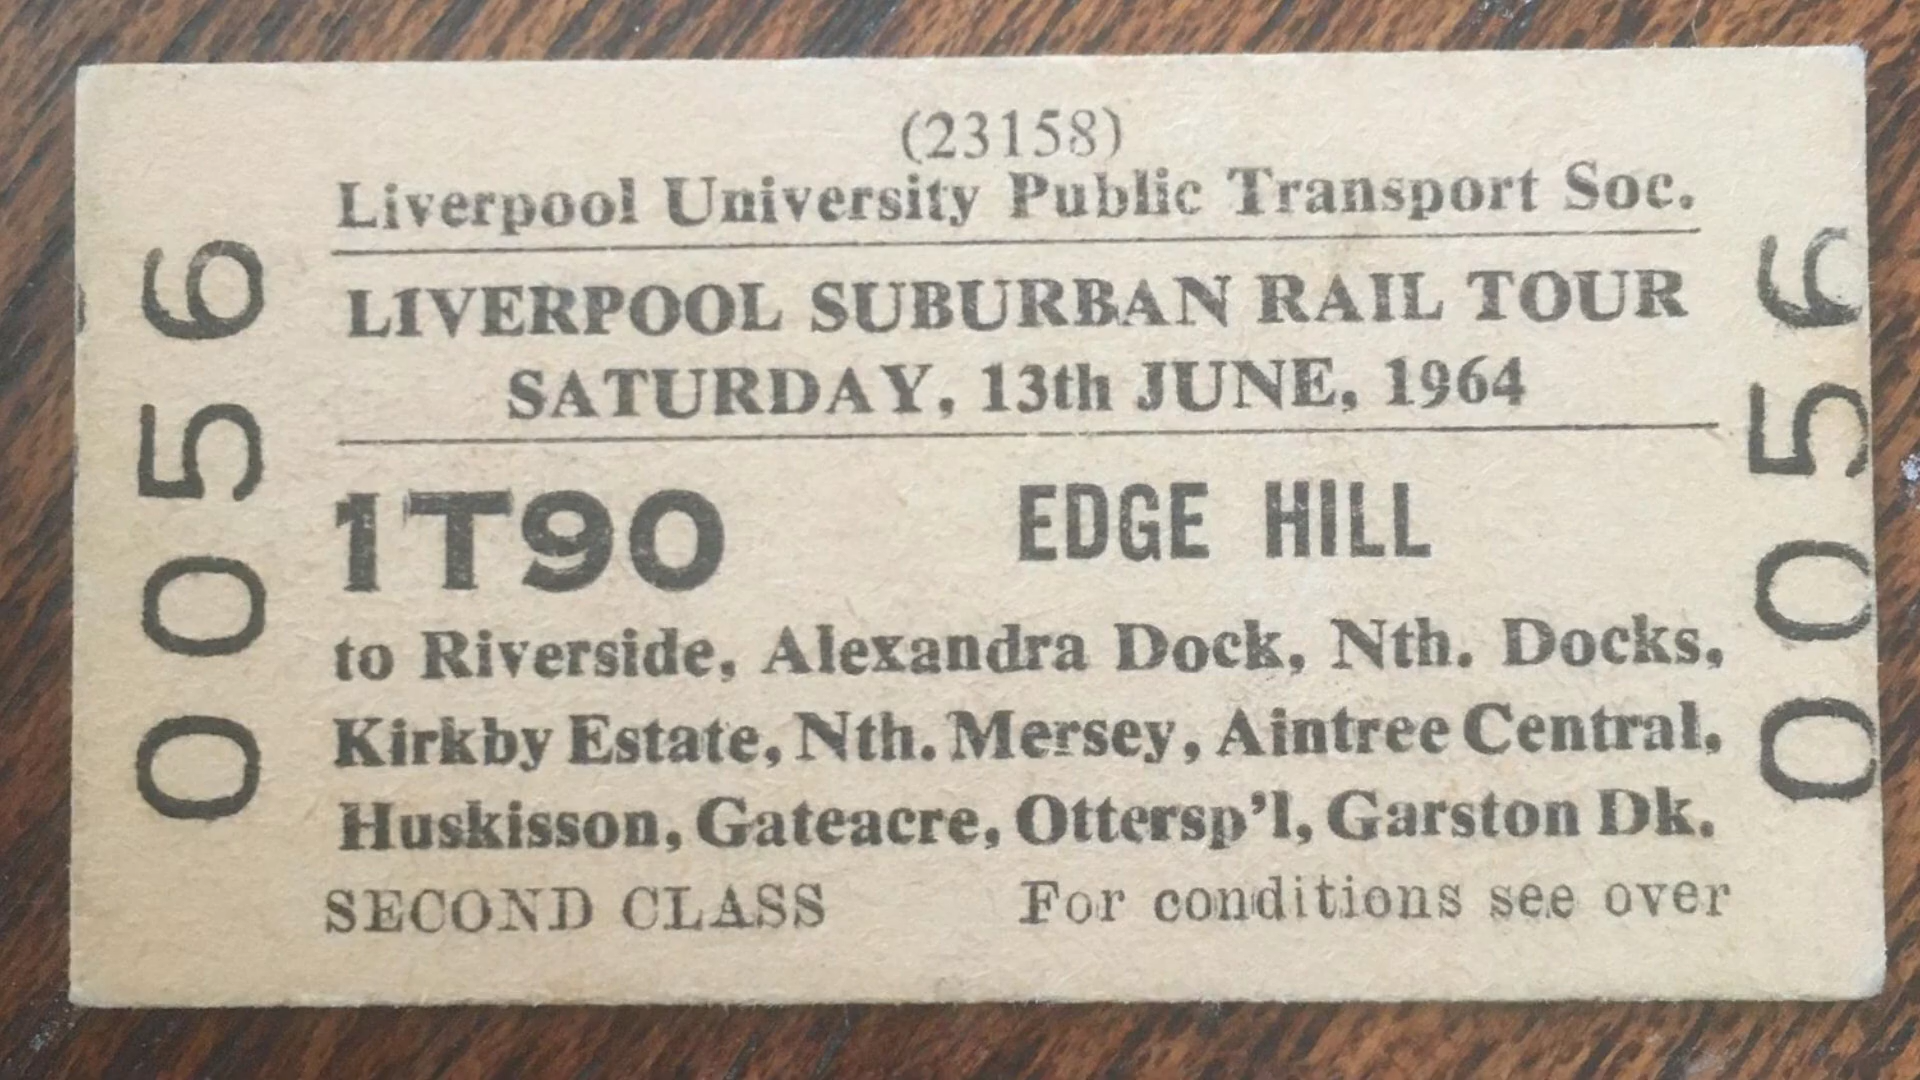 (23158)
Liverpool University Public Transport Soc.
LIVERPOOL SUBURBAN RAIL TOUR
SATURDAY, 13th JUNE, 1964
1T90 EDGE HILL
to Riverside, Alexandra Dock, Nth. Docks,
Kirkby Estate, Nth. Mersey, Aintree Central,
Huskisson, Gateacre, Ottersp'l, Garston Dk.
SECOND CLASS For conditions see over
0056
0056